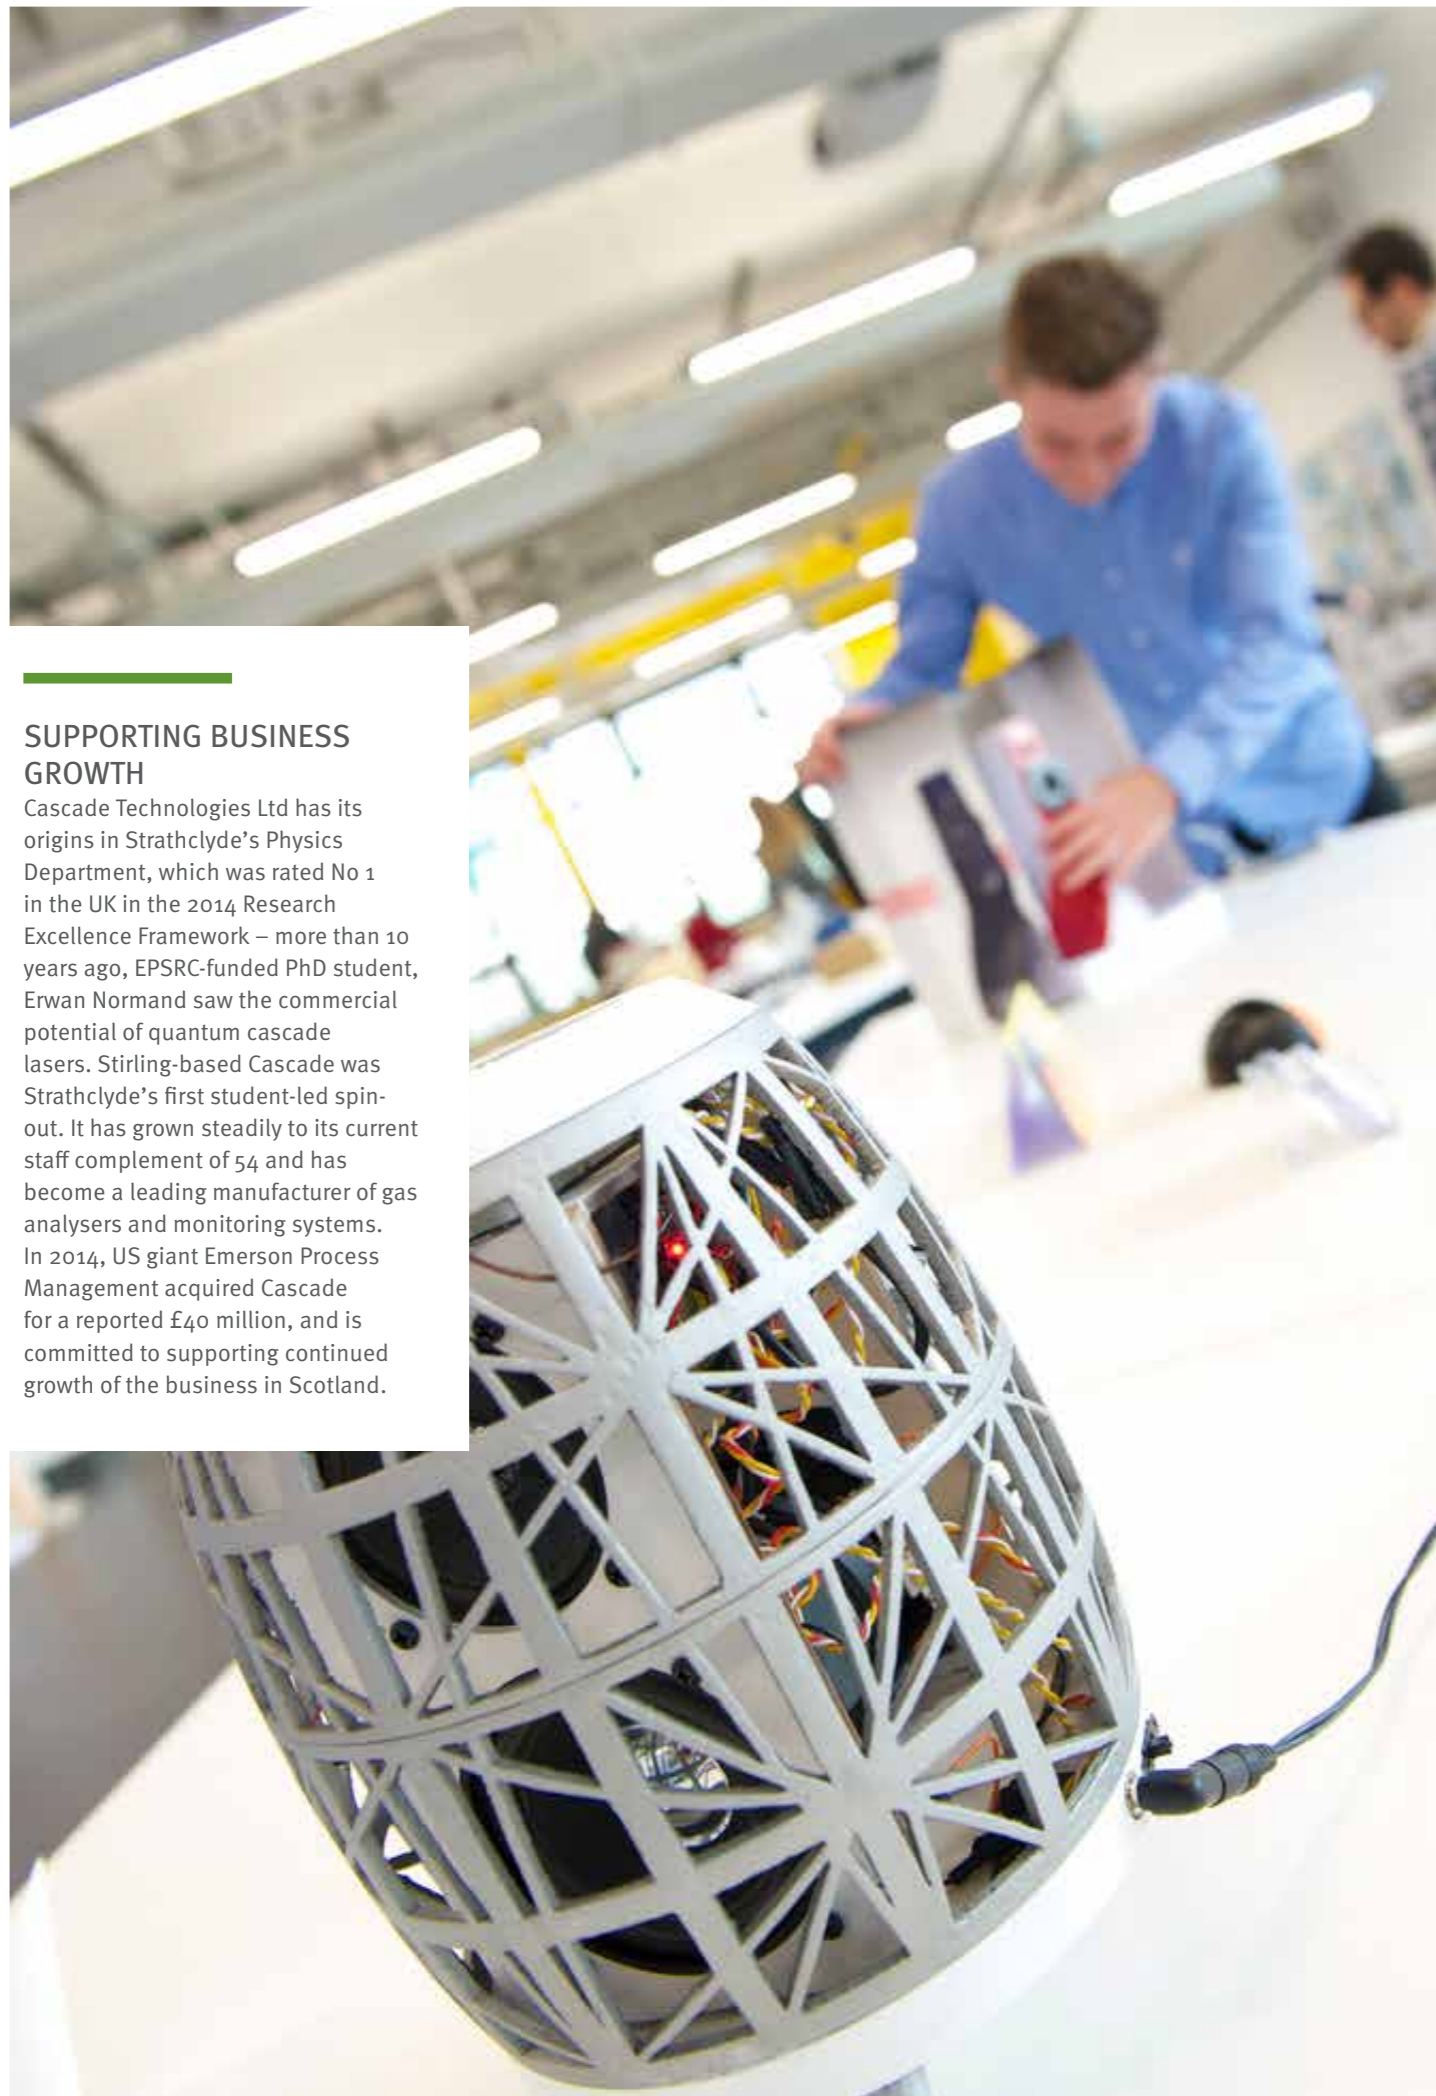 SUPPORTING BUSINESS
GROWTH
Cascade Technologies Ltd has its
origins in Strathclyde’s Physics
Department, which was rated No 1
in the UK in the 2014 Research
Excellence Framework – more than 10
years ago, EPSRC-funded PhD student,
Erwan Normand saw the commercial
potential of quantum cascade
lasers. Stirling-based Cascade was
Strathclyde’s first student-led spin-
out. It has grown steadily to its current
staff complement of 54 and has
become a leading manufacturer of gas
analysers and monitoring systems.
In 2014, US giant Emerson Process
Management acquired Cascade
for a reported £40 million, and is
committed to supporting continued
growth of the business in Scotland.